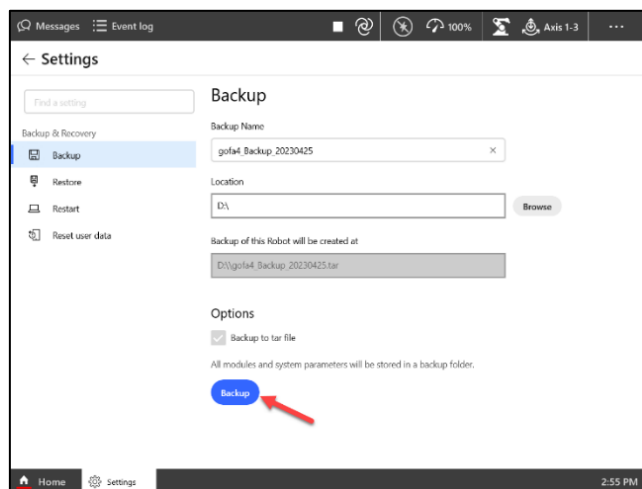 Messages Event log 100% Axis 1-3 ...
← Settings
Find a setting
Backup & Recovery
Backup
Restore
Restart
Reset user data
Backup
Backup Name
gofa4_Backup_20230425
Location
D:\
Browse
Backup of this Robot will be created at
D:\\gofa4_Backup_20230425.tar
Options
Backup to tar file
All modules and system parameters will be stored in a backup folder.
Backup
Home Settings 2:55 PM